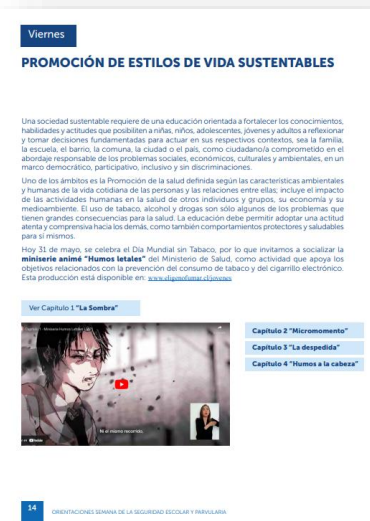 Viernes
PROMOCIÓN DE ESTILOS DE VIDA SUSTENTABLES
Una sociedad sustentable requiere de una educación orientada a fortalecer los conocimientos,
habilidades y actitudes que posibiliten a niñas, niños, adolescentes, jóvenes y adultos a reflexionar
y tomar decisiones fundamentadas para actuar en sus respectivos contextos, sea la familia,
la escuela, el barrio, la comuna, la ciudad o el país, como ciudadano/a comprometido en el
abordaje responsable de los problemas sociales, económicos, culturales y ambientales, en un
marco democrático, participativo, inclusivo y sin discriminaciones.
Uno de los ámbitos es la Promoción de la salud definida según las características ambientales
y humanas de la vida cotidiana de las personas y las relaciones entre ellas; incluye el impacto
de las actividades humanas en la salud de otros individuos y grupos, su economía y su
medioambiente. El uso de tabaco, alcohol y drogas son sólo algunos de los problemas que
tienen grandes consecuencias para la salud. La educación debe permitir adoptar una actitud
atenta y comprensiva hacia los demás, como también comportamientos protectores y saludables
para sí mismos.
Hoy 31 de mayo, se celebra el Día Mundial sin Tabaco, por lo que invitamos a socializar la
miniserie animé "Humos letales" del Ministerio de Salud, como actividad que apoya los
objetivos relacionados con la prevención del consumo de tabaco y del cigarrillo electrónico.
Esta producción está disponible en: www.eligenofumar.cl/jovenes
Ver Capítulo 1 "La Sombra"
Capítulo 2 "Micromomento"
Capítulo 3 "La despedida"
Capítulo 4 "Humos a la cabeza"
Ni el mismo recorrido,
YouTube
14
ORIENTACIONES SEMANA DE LA SEGURIDAD ESCOLAR Y PARVULARIA